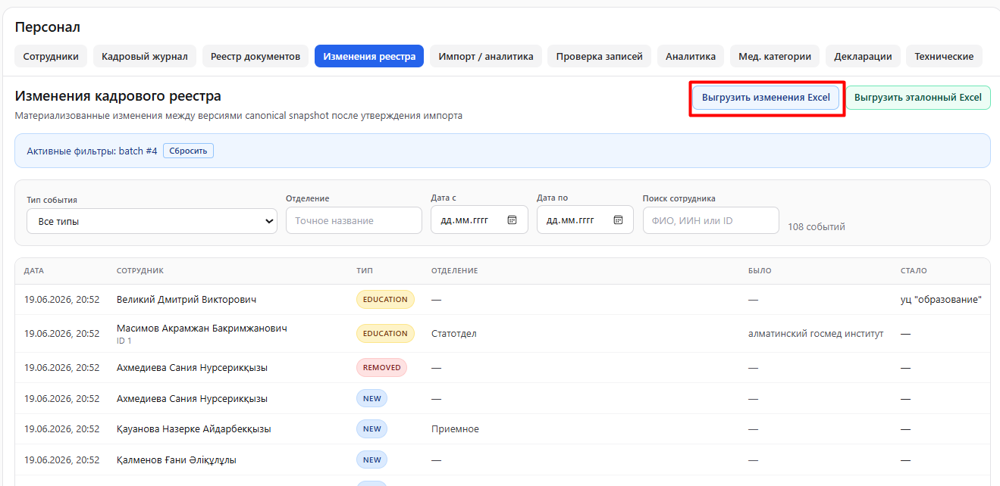 Персонал
Сотрудники Кадровый журнал Реестр документов Изменения реестра Импорт / аналитика Проверка записей Аналитика Мед. категории Декларации Технические
Изменения кадрового реестра Выгрузить изменения Excel Выгрузить эталонный Excel
Материализованные изменения между версиями canonical snapshot после утверждения импорта
Активные фильтры: batch #4 Сбросить
Тип события Отделение Дата с Дата по Поиск сотрудника
Все типы Точное название дд.мм.гггг дд.мм.гггг ФИО, ИИН или ID 108 событий
ДАТА СОТРУДНИК ТИП ОТДЕЛЕНИЕ БЫЛО СТАЛО
19.06.2026, 20:52 Великий Дмитрий Викторович EDUCATION — — уц "образование"
19.06.2026, 20:52 Масимов Акрамжан Бакримжанович EDUCATION Статотдел алматинский госмед институт —
ID 1
19.06.2026, 20:52 Ахмедиева Сания Нурсериккызы REMOVED — — —
19.06.2026, 20:52 Ахмедиева Сания Нурсерикқызы NEW — — —
19.06.2026, 20:52 Қауанова Назерке Айдарбекқызы NEW Приемное — —
19.06.2026, 20:52 Қалменов Ғани Әліқұлұлы NEW — — —